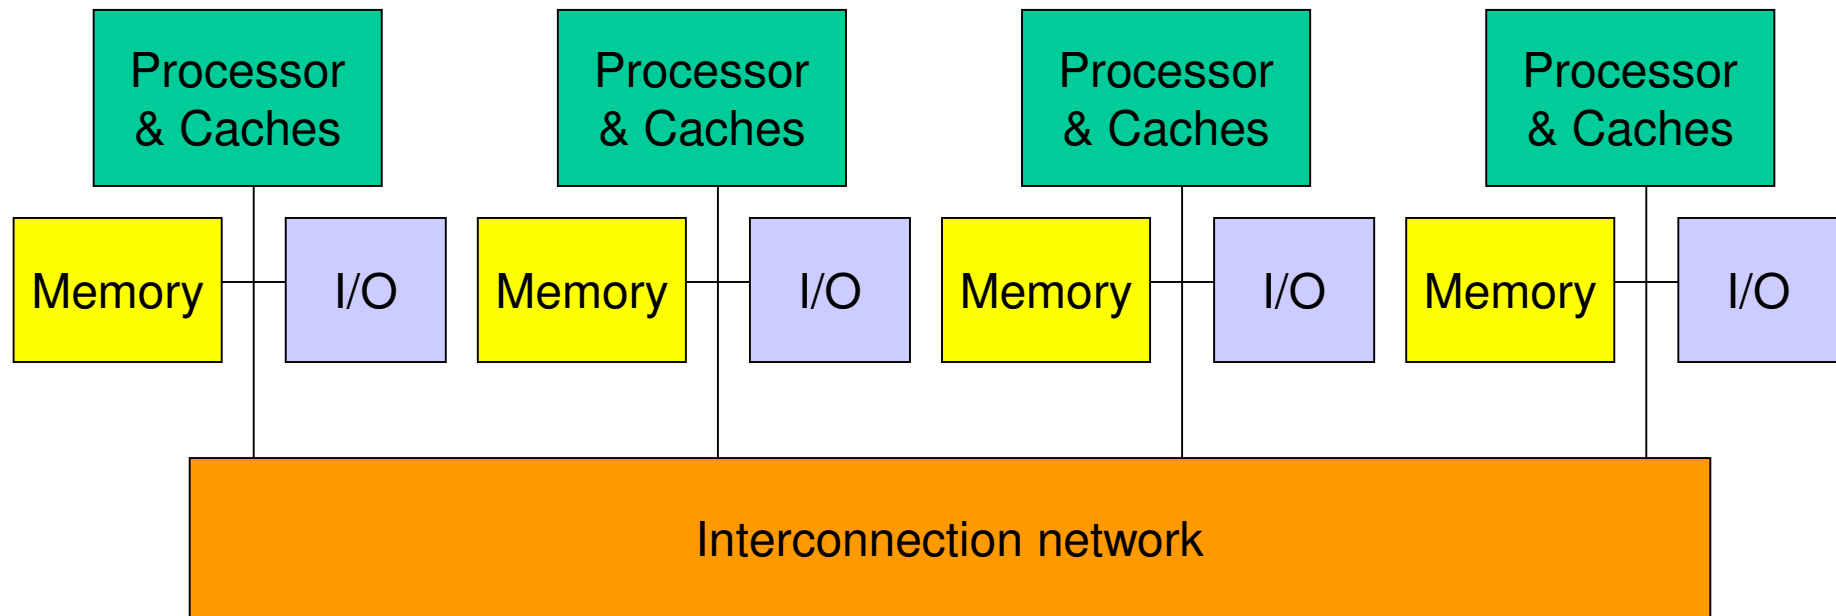 Processor
& Caches
Processor
& Caches
Processor
& Caches
Processor
& Caches
Memory
I/O
Memory
I/O
Memory
I/O
Memory
I/O
Interconnection network